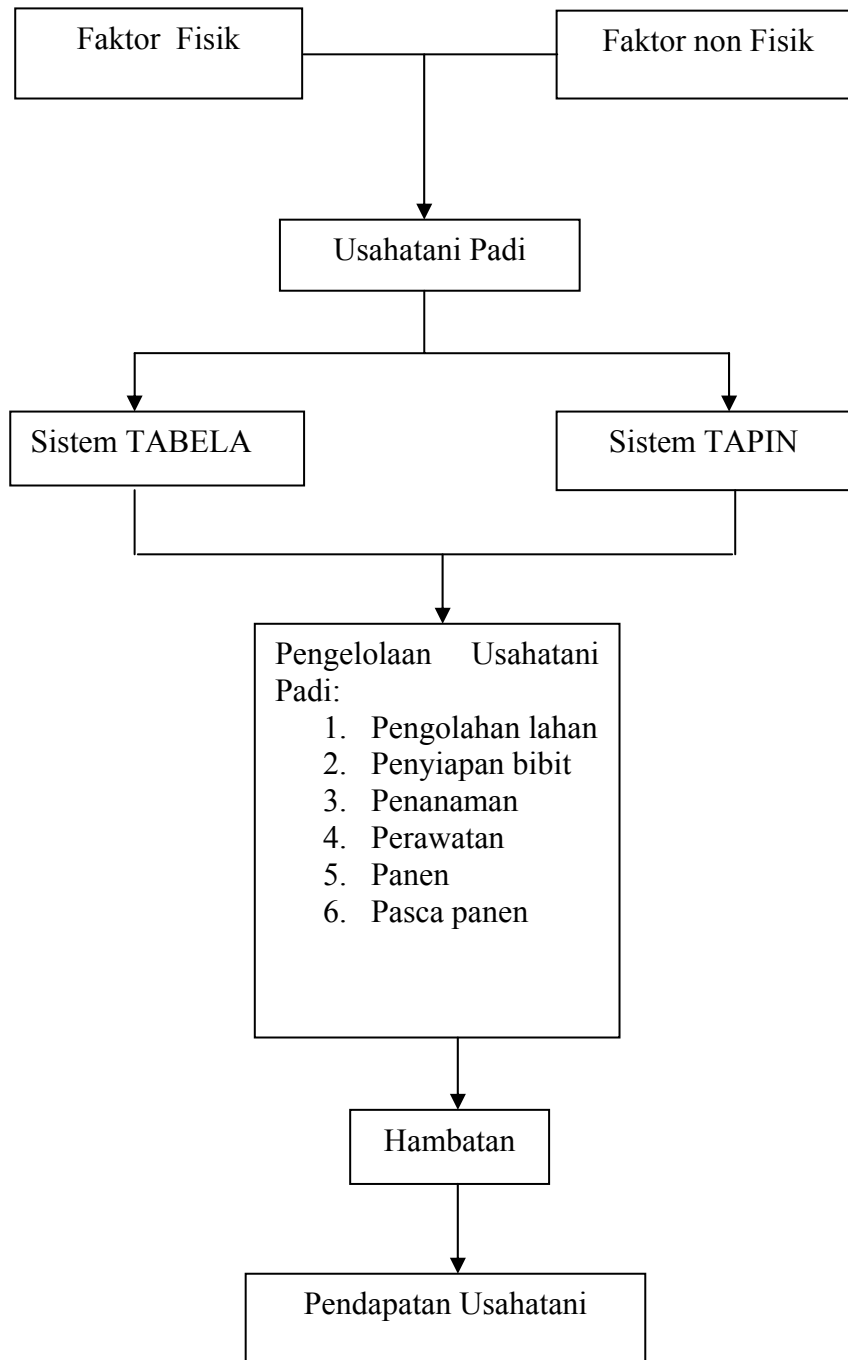 Faktor Fisik
Faktor non Fisik
Usahatani Padi
Sistem TABELA
Sistem TAPIN
Pengelolaan Usahatani
Padi:
1. Pengolahan lahan
2. Penyiapan bibit
3. Penanaman
4. Perawatan
5. Panen
6. Pasca panen
Hambatan
Pendapatan Usahatani